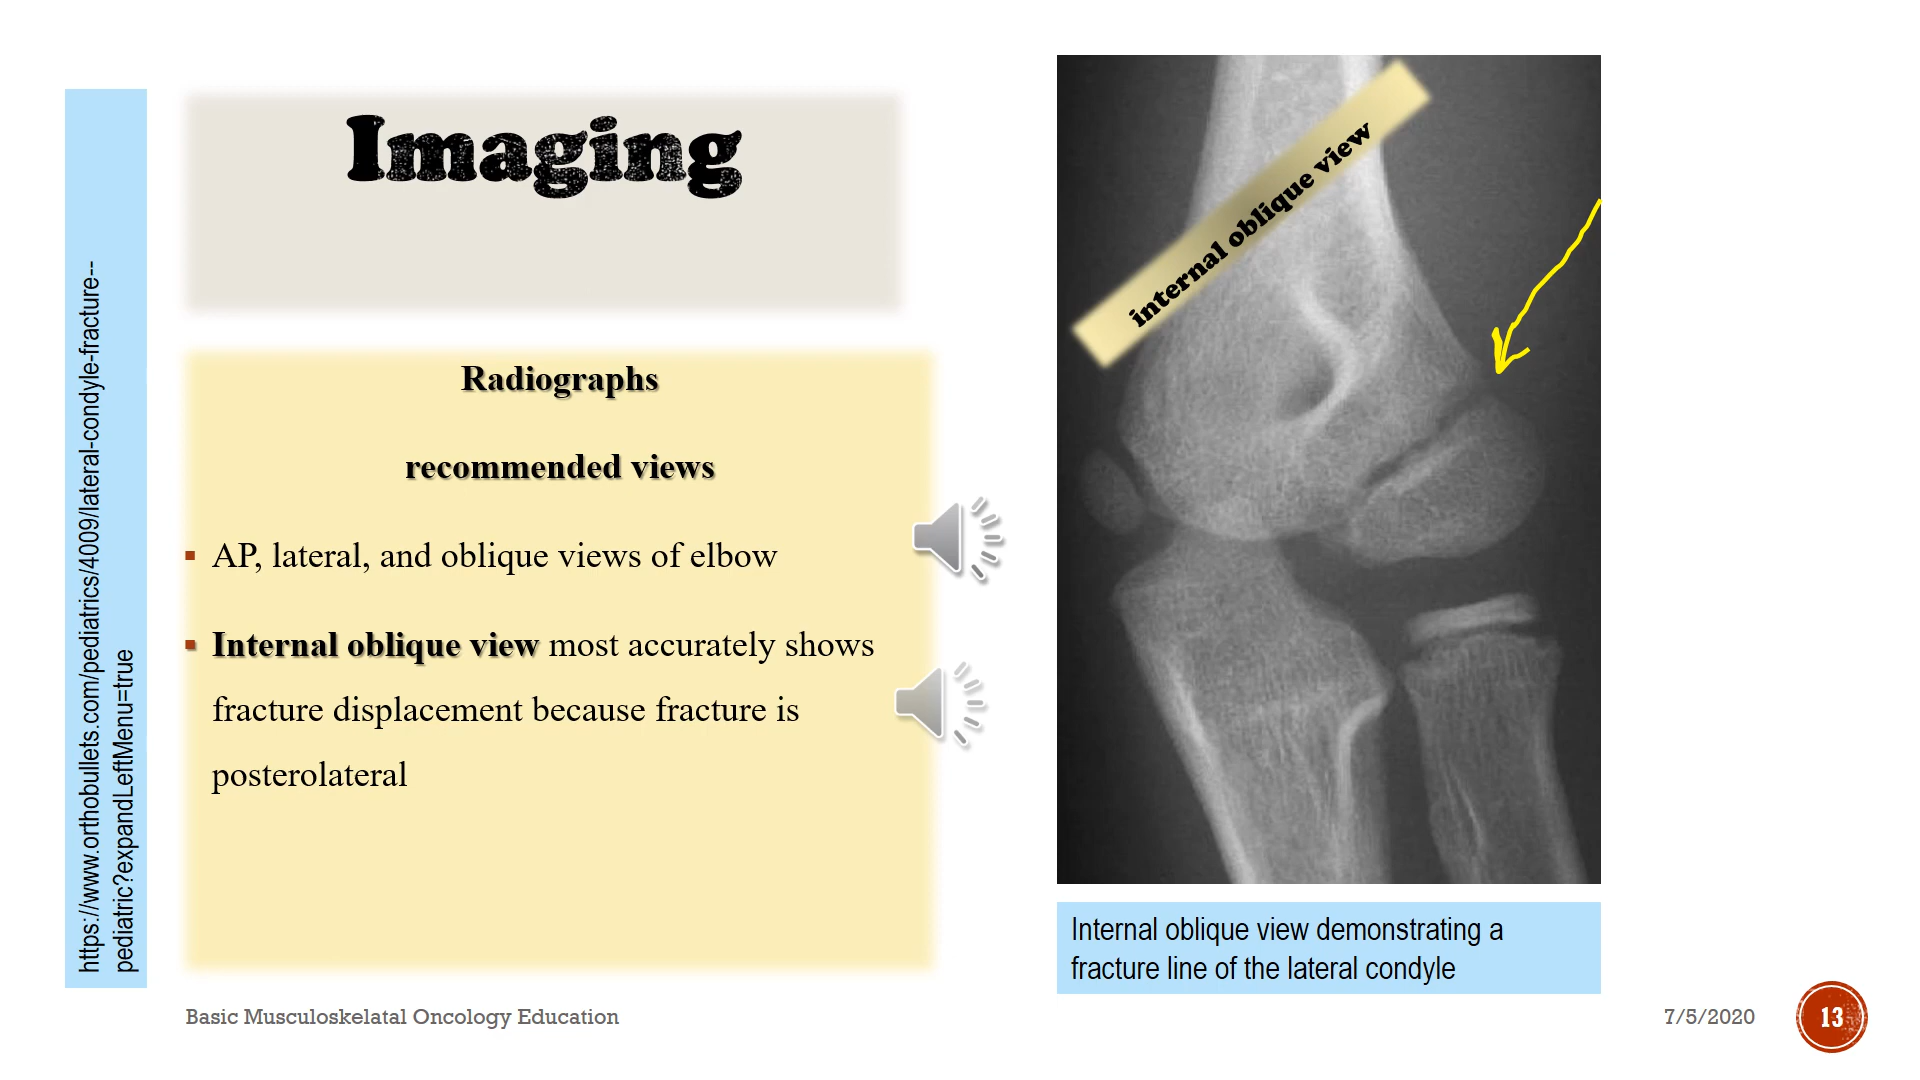 Imaging
https://www.orthobullets.com/pediatrics/4009/lateral-condyle-fracture--
pediatric?expandLeftMenu=true
Radiographs
recommended views
AP, lateral, and oblique views of elbow
Internal oblique view most accurately shows
fracture displacement because fracture is
posterolateral
internal oblique view
Internal oblique view demonstrating a
fracture line of the lateral condyle
Basic Musculoskelatal Oncology Education
7/5/2020
13